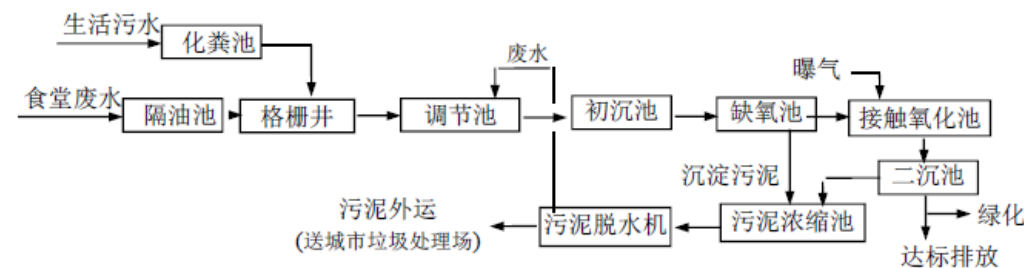 生活污水
化粪池
废水
曝气
食堂废水
隔油池
格栅井
调节池
初沉池
缺氧池
接触氧化池
沉淀污泥
二沉池
污泥外运
(送城市垃圾处理场)
污泥脱水机
污泥浓缩池
绿化
达标排放